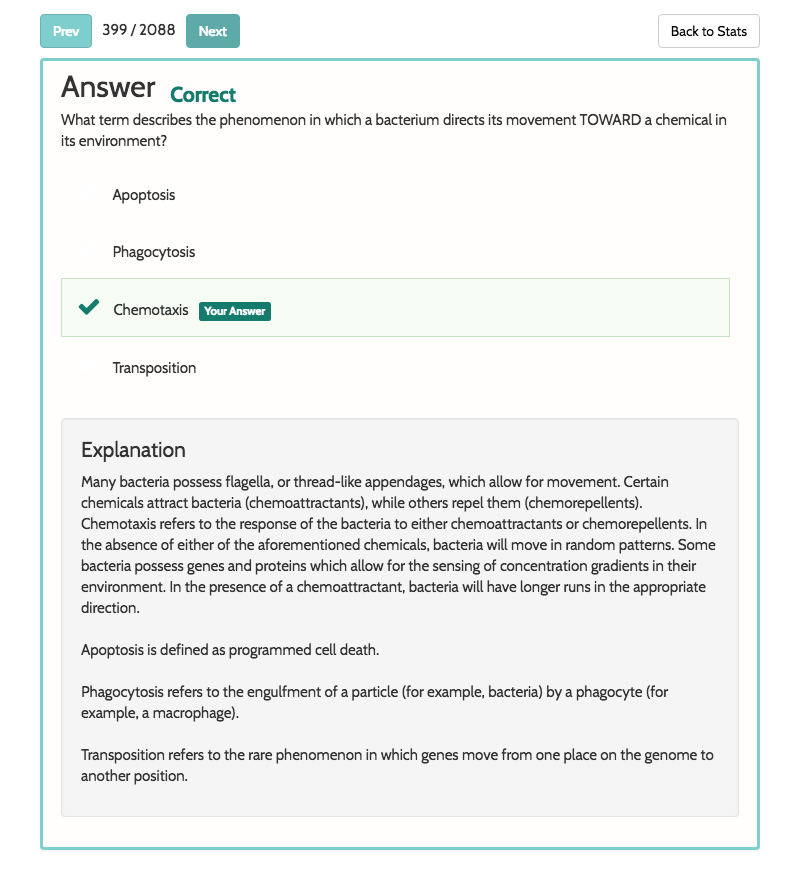 Prev 399 / 2088 Next Back to Stats
Answer Correct
What term describes the phenomenon in which a bacterium directs its movement TOWARD a chemical in
its environment?
Apoptosis
Phagocytosis
Chemotaxis Your Answer
Transposition
Explanation
Many bacteria possess flagella, or thread-like appendages, which allow for movement. Certain
chemicals attract bacteria (chemoattractants), while others repel them (chemorepellents).
Chemotaxis refers to the response of the bacteria to either chemoattractants or chemorepellents. In
the absence of either of the aforementioned chemicals, bacteria will move in random patterns. Some
bacteria possess genes and proteins which allow for the sensing of concentration gradients in their
environment. In the presence of a chemoattractant, bacteria will have longer runs in the appropriate
direction.
Apoptosis is defined as programmed cell death.
Phagocytosis refers to the engulfment of a particle (for example, bacteria) by a phagocyte (for
example, a macrophage).
Transposition refers to the rare phenomenon in which genes move from one place on the genome to
another position.